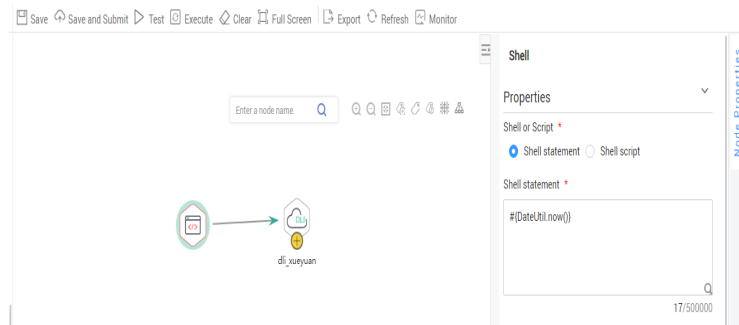 Save Save and Submit Test Execute Clear Full Screen Export Refresh Monitor
Shell
Properties
Enter a node name.
Shell or Script *
Shell statement Shell script
Shell statement *
#{DateUtil.now()}
DLI
dli_xueyuan
17/500000
Node Properties